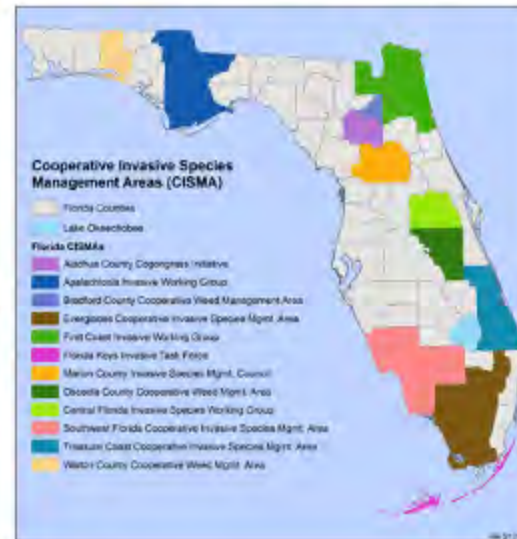 Cooperative Invasive Species
Management Areas (CISMA)
Florida Counties
Lake Okeechobee
Florida CISMAs
Alachua County Cogongrass Initiative
Apalachicola Invasive Working Group
Bradford County Cooperative Weed Management Area
Everglades Cooperative Invasive Species Mgmt. Area
First Coast Invasive Working Group
Florida Keys Invasive Task Force
Marion County Invasive Species Mgmt. Council
Osceola County Cooperative Weed Mgmt. Area
Central Florida Invasive Species Working Group
Southwest Florida Cooperative Invasive Species Mgmt. Area
Treasure Coast Cooperative Invasive Species Mgmt. Area
Walton County Cooperative Weed Mgmt. Area